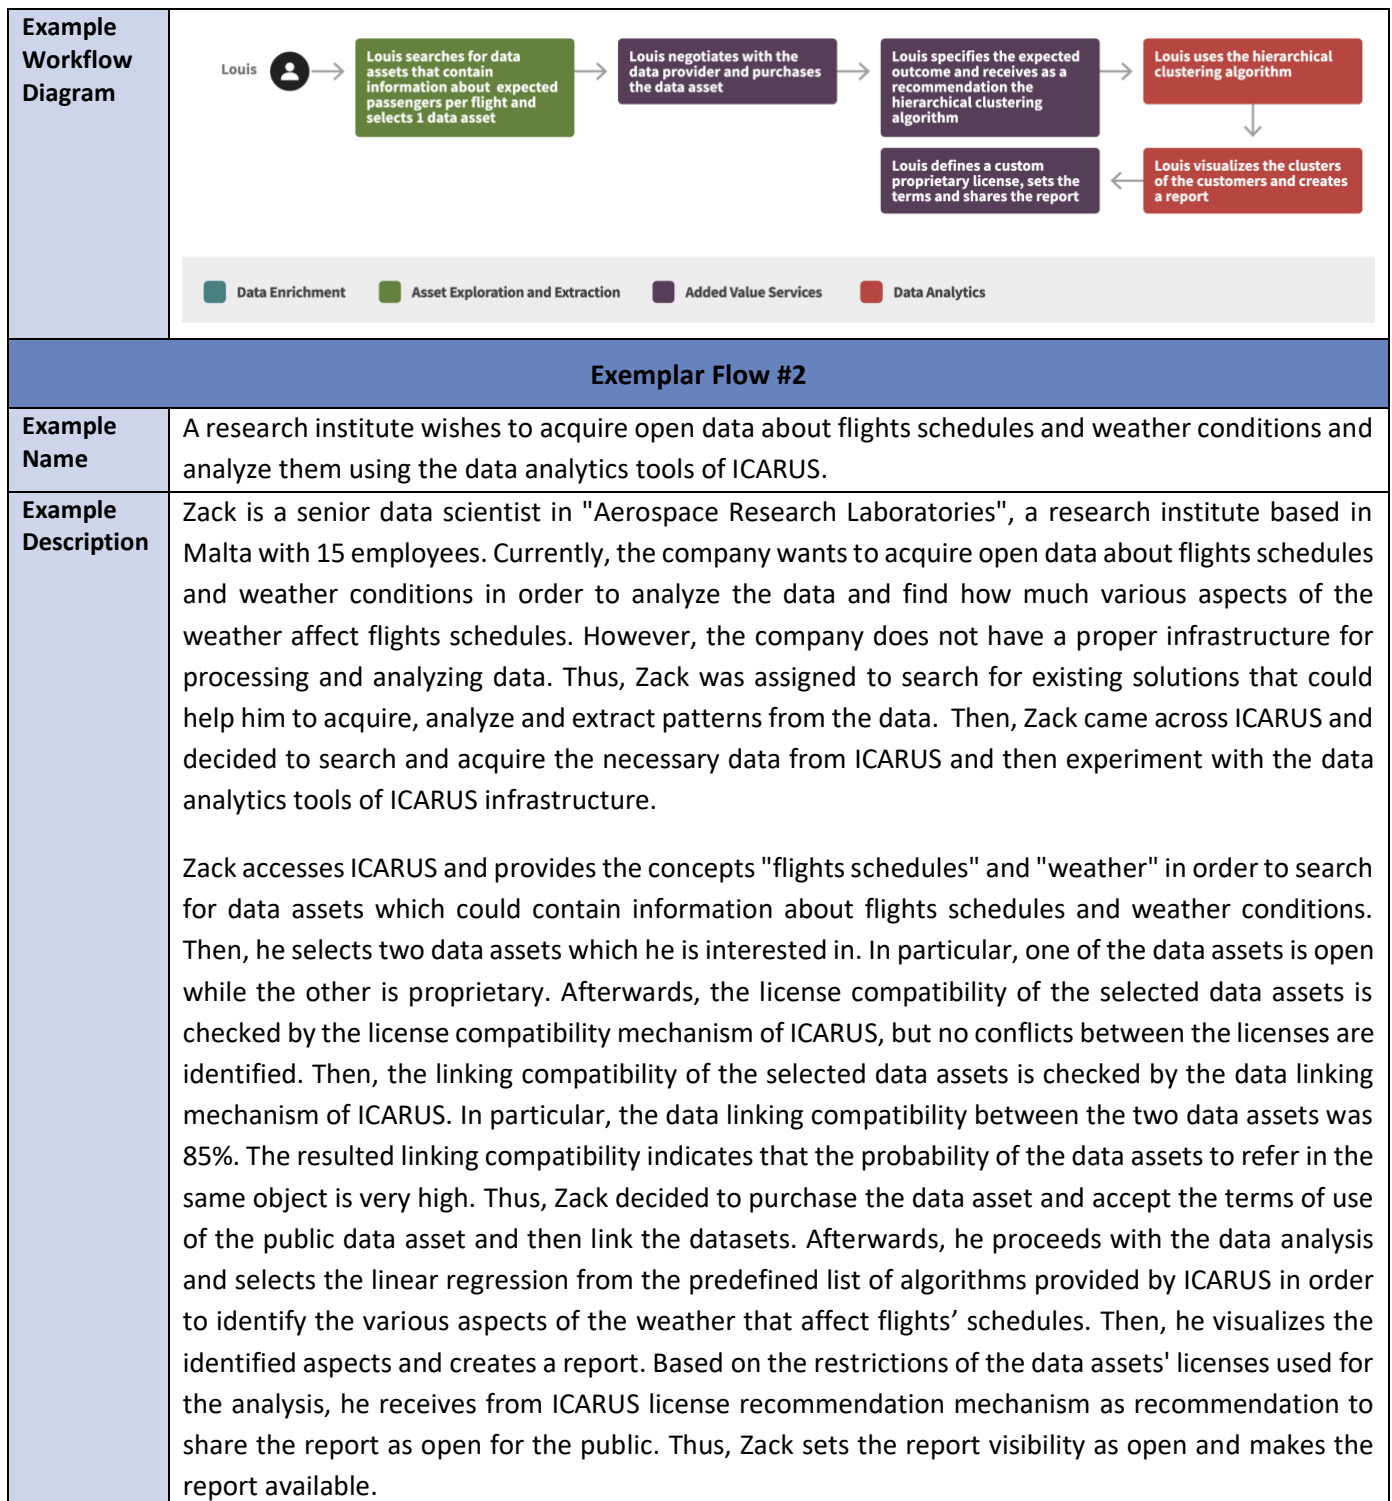 Example
Workflow
Diagram
Louis
Louis searches for data
assets that contain
information about expected
passengers per flight and
selects 1 data asset
Louis negotiates with the
data provider and purchases
the data asset
Louis specifies the expected
outcome and receives as a
recommendation the
hierarchical clustering
algorithm
Louis uses the hierarchical
clustering algorithm
Louis visualizes the clusters
of the customers and creates
a report
Louis defines a custom
proprietary license, sets the
terms and shares the report
Data Enrichment
Asset Exploration and Extraction
Added Value Services
Data Analytics
Exemplar Flow #2
Example
Name
A research institute wishes to acquire open data about flights schedules and weather conditions and
analyze them using the data analytics tools of ICARUS.
Example
Description
Zack is a senior data scientist in "Aerospace Research Laboratories", a research institute based in
Malta with 15 employees. Currently, the company wants to acquire open data about flights schedules
and weather conditions in order to analyze the data and find how much various aspects of the
weather affect flights schedules. However, the company does not have a proper infrastructure for
processing and analyzing data. Thus, Zack was assigned to search for existing solutions that could
help him to acquire, analyze and extract patterns from the data. Then, Zack came across ICARUS and
decided to search and acquire the necessary data from ICARUS and then experiment with the data
analytics tools of ICARUS infrastructure.
Zack accesses ICARUS and provides the concepts "flights schedules" and "weather" in order to search
for data assets which could contain information about flights schedules and weather conditions.
Then, he selects two data assets which he is interested in. In particular, one of the data assets is open
while the other is proprietary. Afterwards, the license compatibility of the selected data assets is
checked by the license compatibility mechanism of ICARUS, but no conflicts between the licenses are
identified. Then, the linking compatibility of the selected data assets is checked by the data linking
mechanism of ICARUS. In particular, the data linking compatibility between the two data assets was
85%. The resulted linking compatibility indicates that the probability of the data assets to refer in the
same object is very high. Thus, Zack decided to purchase the data asset and accept the terms of use
of the public data asset and then link the datasets. Afterwards, he proceeds with the data analysis
and selects the linear regression from the predefined list of algorithms provided by ICARUS in order
to identify the various aspects of the weather that affect flights’ schedules. Then, he visualizes the
identified aspects and creates a report. Based on the restrictions of the data assets' licenses used for
the analysis, he receives from ICARUS license recommendation mechanism as recommendation to
share the report as open for the public. Thus, Zack sets the report visibility as open and makes the
report available.